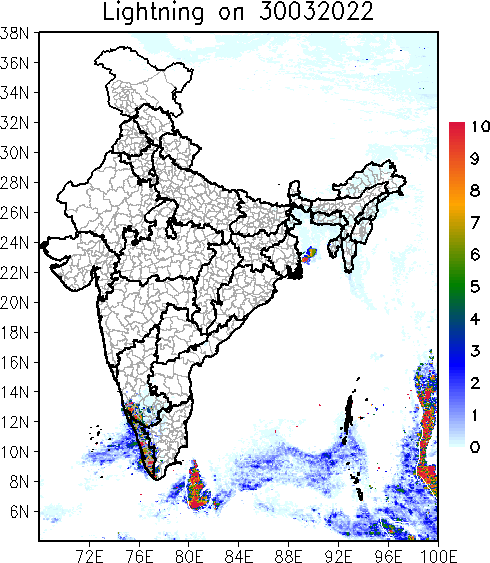 Lightning on 30032022
38N
36N
34N
32N
30N
28N
26N
24N
22N
20N
18N
16N
14N
12N
10N
8N
6N
72E 76E 80E 84E 88E 92E 96E 100E
10
9
8
7
6
5
4
3
2
1
0